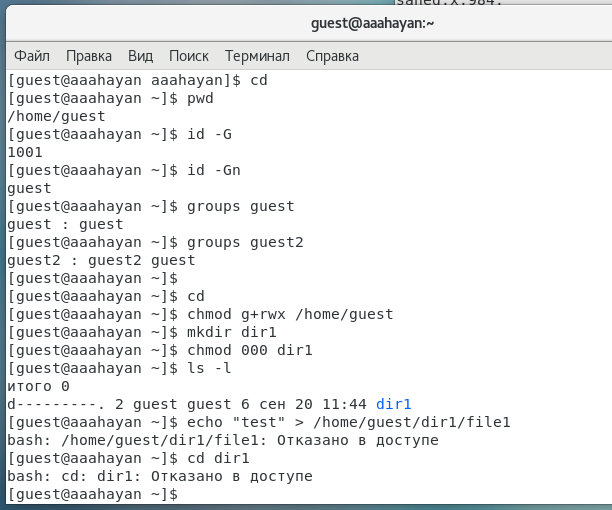 saned:x:984:
guest@aaahayan:~
Файл Правка Вид Поиск Терминал Справка
[guest@aaahayan aaahayan]$ cd
[guest@aaahayan ~]$ pwd
/home/guest
[guest@aaahayan ~]$ id -G
1001
[guest@aaahayan ~]$ id -Gn
guest
[guest@aaahayan ~]$ groups guest
guest : guest
[guest@aaahayan ~]$ groups guest2
guest2 : guest2 guest
[guest@aaahayan ~]$
[guest@aaahayan ~]$ cd
[guest@aaahayan ~]$ chmod g+rwx /home/guest
[guest@aaahayan ~]$ mkdir dir1
[guest@aaahayan ~]$ chmod 000 dir1
[guest@aaahayan ~]$ ls -l
итого 0
d---------. 2 guest guest 6 сен 20 11:44 dir1
[guest@aaahayan ~]$ echo "test" > /home/guest/dir1/file1
bash: /home/guest/dir1/file1: Отказано в доступе
[guest@aaahayan ~]$ cd dir1
bash: cd: dir1: Отказано в доступе
[guest@aaahayan ~]$